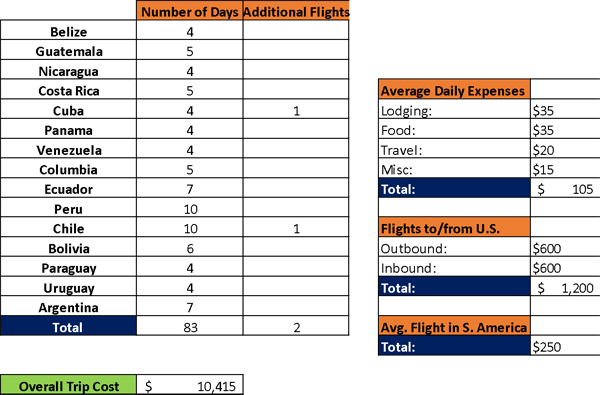 Number of Days Additional Flights
Belize 4
Guatemala 5
Nicaragua 4
Costa Rica 5
Cuba 4 1
Panama 4
Venezuela 4
Columbia 5
Ecuador 7
Peru 10
Chile 10 1
Bolivia 6
Paraguay 4
Uruguay 4
Argentina 7
Total 83 2
Overall Trip Cost $ 10,415
Average Daily Expenses
Lodging: $35
Food: $35
Travel: $20
Misc: $15
Total: $ 105
Flights to/from U.S.
Outbound: $600
Inbound: $600
Total: $ 1,200
Avg. Flight in S. America
Total: $250